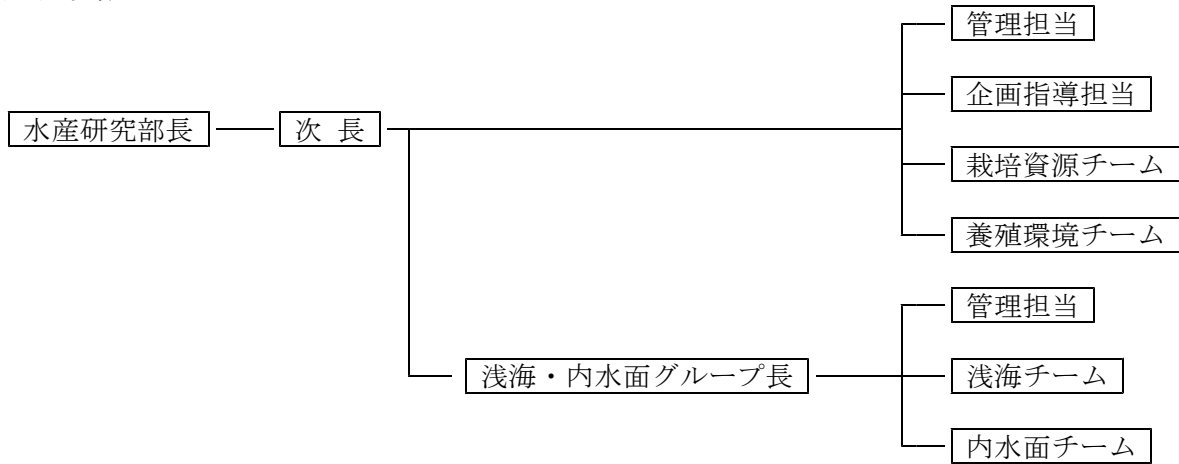 管理担当
企画指導担当
水産研究部長
次 長
栽培資源チーム
養殖環境チーム
管理担当
浅海・内水面グループ長
浅海チーム
内水面チーム